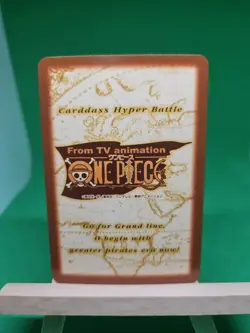 Carddass Hyper Battle
From TV animation
ワンピース
ONE PIECE
Go for Grand line.
it begin with
greater pirates era now!